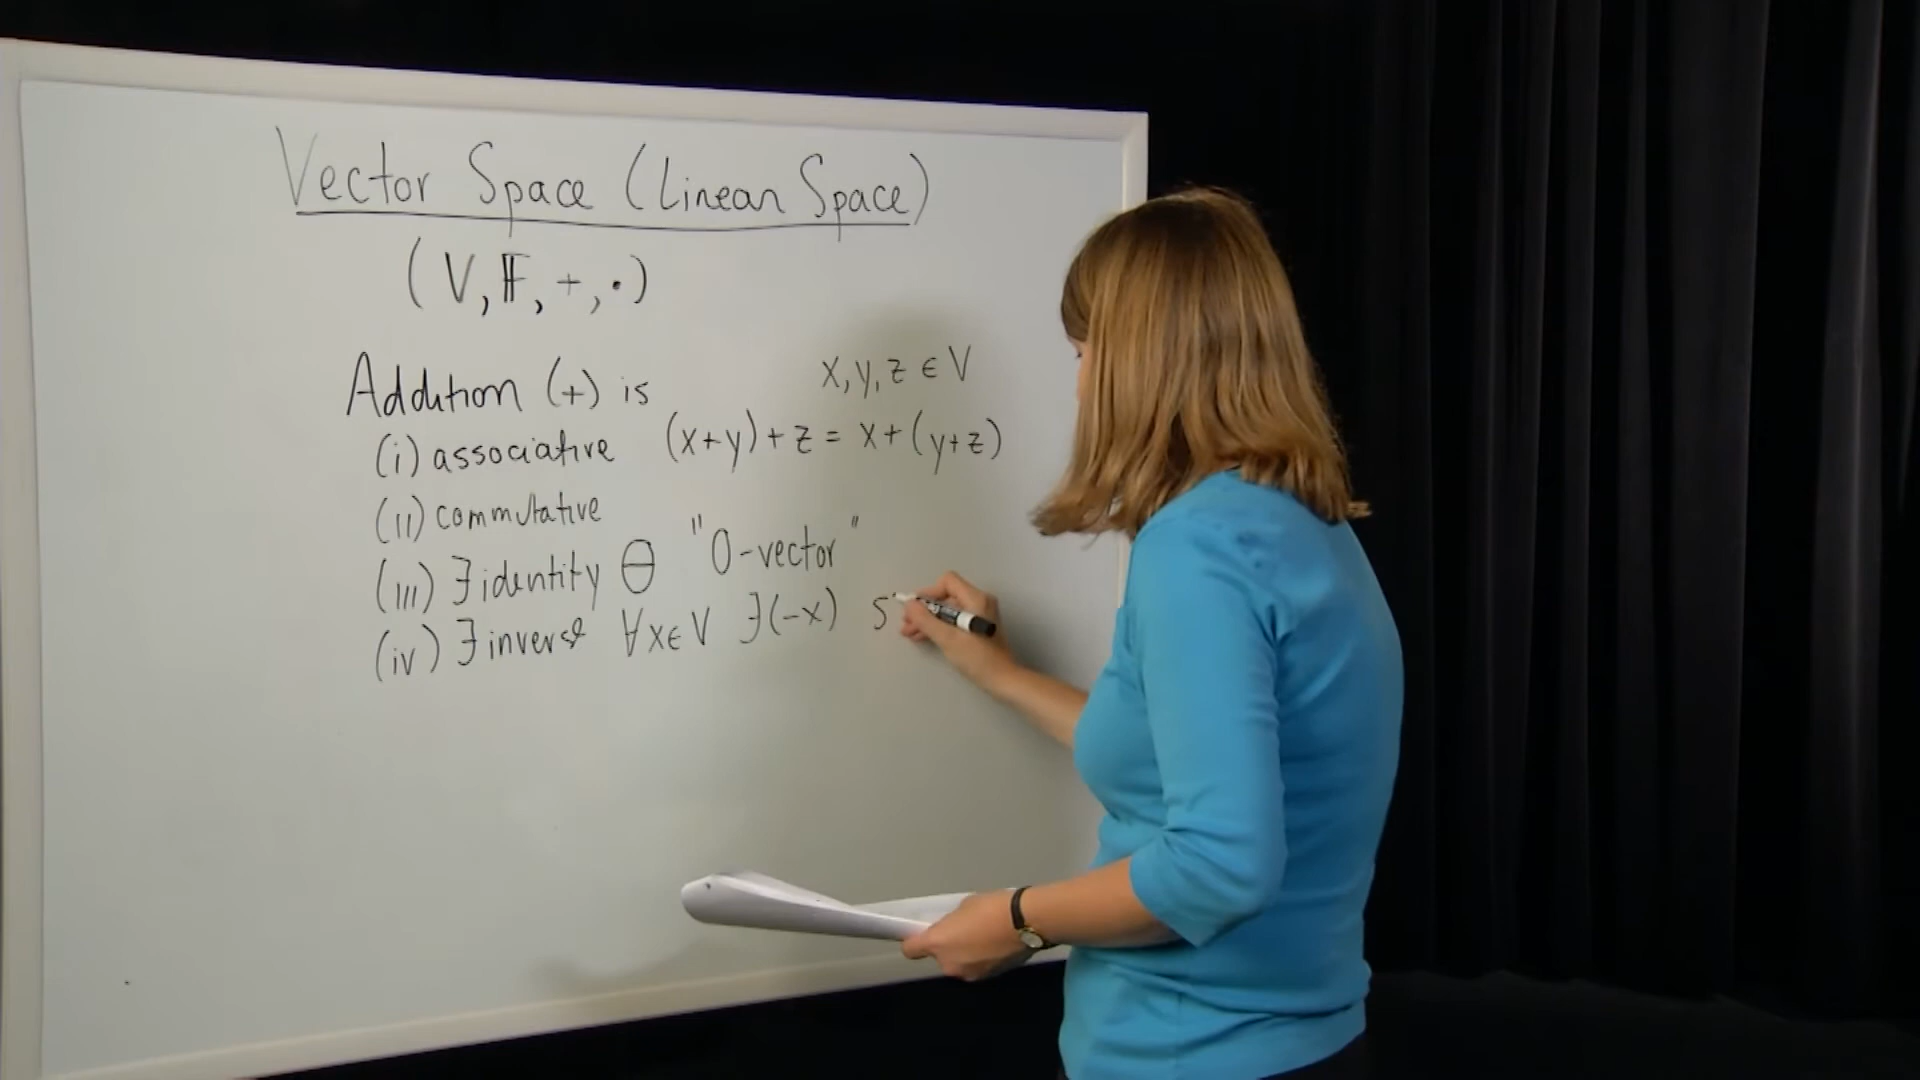 Vector Space (Linear Space)
(V, 𝔽, +, ·)
Addition (+) is x, y, z ∈ V
(i) associative (x+y)+z = x+(y+z)
(ii) commutative
(iii) ∃ identity θ "0-vector"
(iv) ∃ inverse ∀x∈V ∃(-x) s